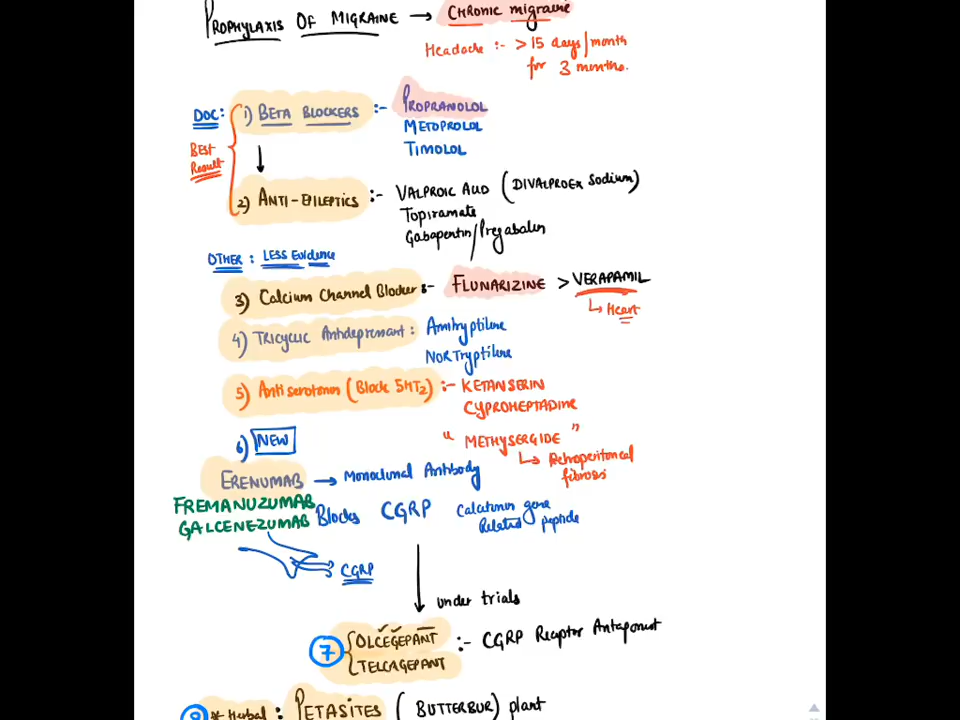 PROPHYLAXIS OF MIGRAINE → CHRONIC migraine
Headache :- > 15 days/month
for 3 months.
DOC: 1) BETA BLOCKERS :- PROPRANOLOL
METOPROLOL
BEST Result
TIMOLOL
2) ANTI-EPILEPTICS :- VALPROIC ACID (DIVALPROEX Sodium)
Topiramate
Gabapentin/Pregabalin
OTHER : LESS Evidence
3) Calcium Channel Blocker :- FLUNARIZINE > VERAPAMIL
↳ Heart
4) TRICYCLIC Antidepressant : Amitryptilene
NORTryptilene
5) Anti serotonin (Block 5HT2) :- KETANSERIN
CYPROHEPTADINE
6) NEW
" METHYSERGIDE "
↳ Retroperitoneal fibrosis
ERENUMAB → Monoclonal Antibody
FREMANUZUMAB
GALCENEZUMAB Blocks CGRP Calcitonin gene Related peptide
CGRP
under trials
7 OLCEGEPANT :- CGRP Receptor Antagonist
TELCAGEPANT
8 * Herbal : PETASITES (BUTTERBUR) plant